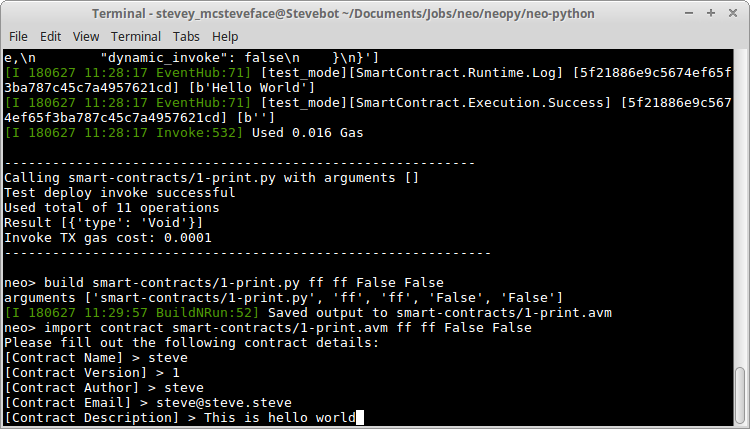 Terminal - stevey_mcsteveface@Stevebot ~/Documents/Jobs/neo/neopy/neo-python
File Edit View Terminal Tabs Help
e,\n       "dynamic_invoke": false\n    }\n}']
[I 180627 11:28:17 EventHub:71] [test_mode][SmartContract.Runtime.Log] [5f21886e9c5674ef65f
3ba787c45c7a4957621cd] [b'Hello World']
[I 180627 11:28:17 EventHub:71] [test_mode][SmartContract.Execution.Success] [5f21886e9c567
4ef65f3ba787c45c7a4957621cd] [b'']
[I 180627 11:28:17 Invoke:532] Used 0.016 Gas
-----------------------------------------------------------
Calling smart-contracts/1-print.py with arguments []
Test deploy invoke successful
Used total of 11 operations
Result [{'type': 'Void'}]
Invoke TX gas cost: 0.0001
-------------------------------------------------------------
neo> build smart-contracts/1-print.py ff ff False False
arguments ['smart-contracts/1-print.py', 'ff', 'ff', 'False', 'False']
[I 180627 11:29:57 BuildNRun:52] Saved output to smart-contracts/1-print.avm
neo> import contract smart-contracts/1-print.avm ff ff False False
Please fill out the following contract details:
[Contract Name] > steve
[Contract Version] > 1
[Contract Author] > steve
[Contract Email] > steve@steve.steve
[Contract Description] > This is hello world